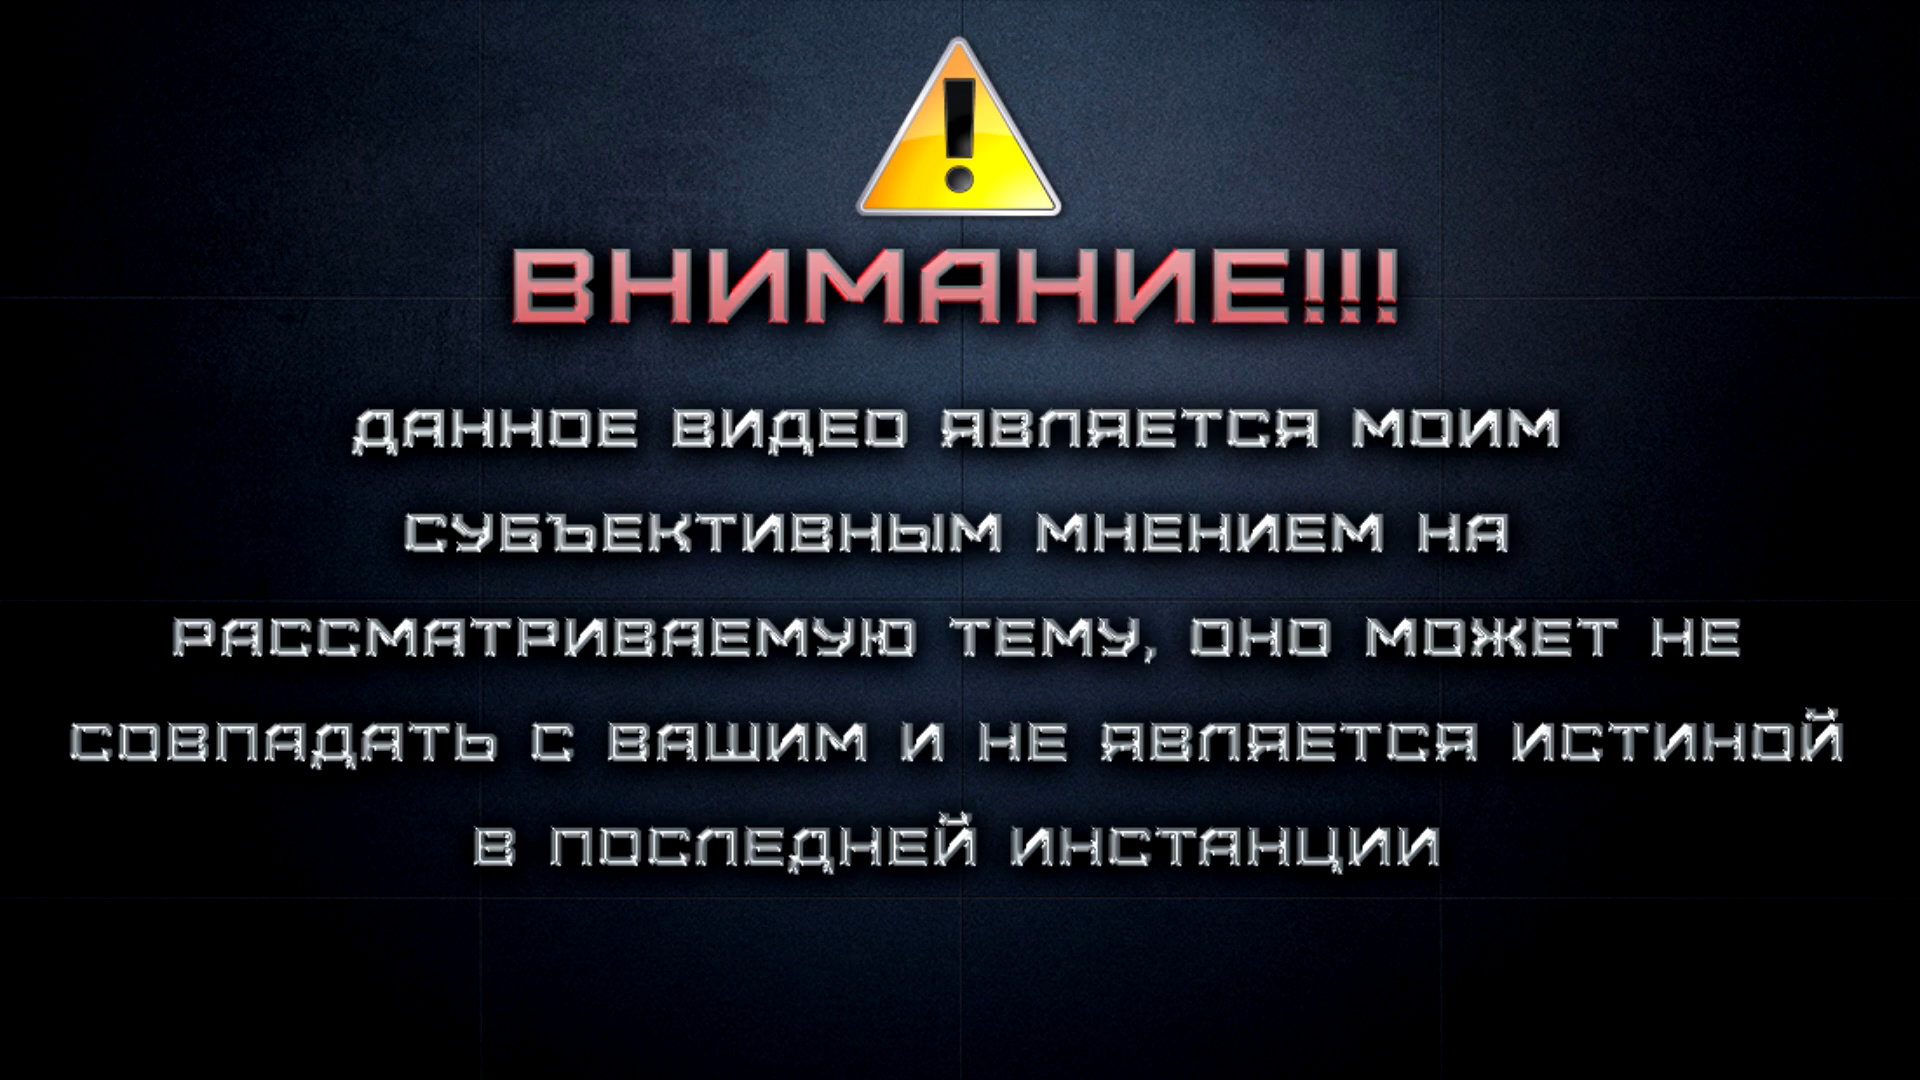 ВНИМАНИЕ!!!
ДАННОЕ ВИДЕО ЯВЛЯЕТСЯ МОИМ
СУБЪЕКТИВНЫМ МНЕНИЕМ НА
РАССМАТРИВАЕМУЮ ТЕМУ, ОНО МОЖЕТ НЕ
СОВПАДАТЬ С ВАШИМ И НЕ ЯВЛЯЕТСЯ ИСТИНОЙ
В ПОСЛЕДНЕЙ ИНСТАНЦИИ